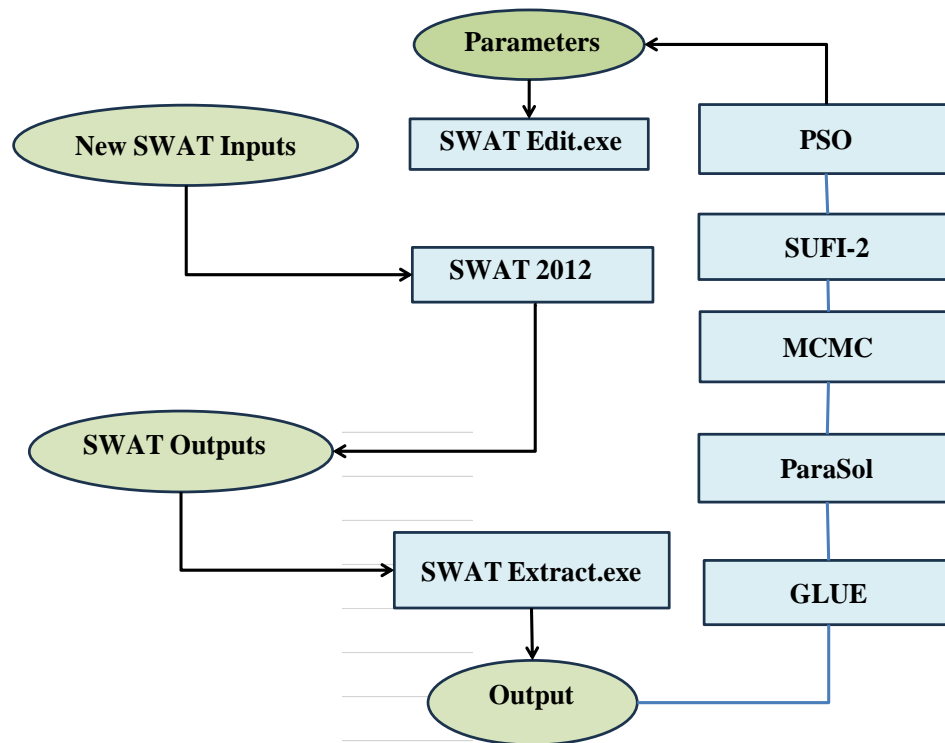 Parameters
New SWAT Inputs
SWAT Edit.exe
PSO
SWAT 2012
SUFI-2
MCMC
SWAT Outputs
ParaSol
SWAT Extract.exe
GLUE
Output